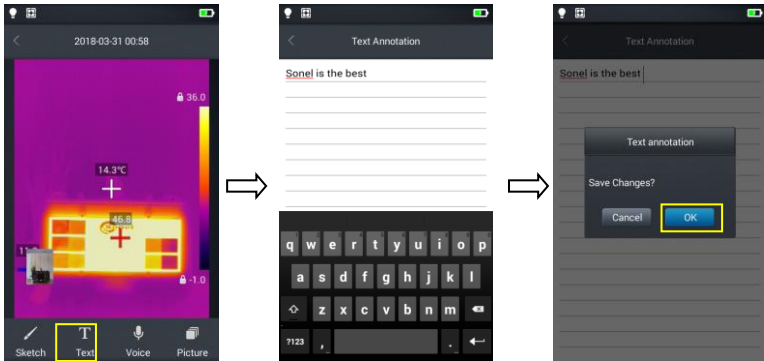 2018-03-31 00:58
36.0
14.3°C
46.8
-1.0
Sketch
Text
Voice
Picture
Text Annotation
Sonel is the best
q w e r t y u i o p
a s d f g h j k l
z x c v b n m
?123 , .
Text Annotation
Sonel is the best
Text annotation
Save Changes?
Cancel OK